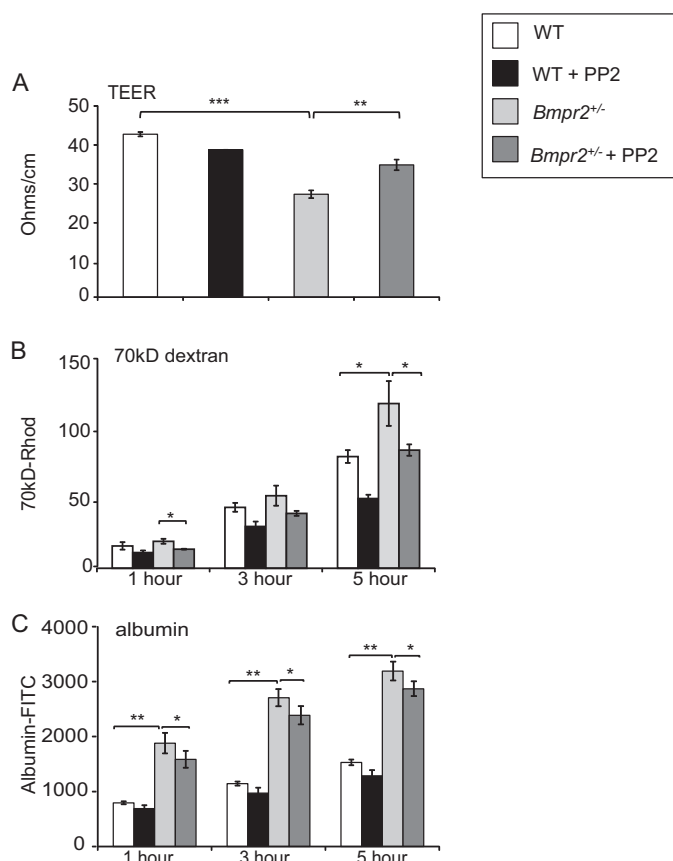 WT
WT + PP2
Bmpr2+/-
Bmpr2+/- + PP2
A
TEER
Ohms/cm
50
40
30
20
10
0
***
**
B
70kD dextran
70kD-Rhod
150
100
50
0
*
*
*
1 hour
3 hour
5 hour
C
albumin
Albumin-FITC
4000
3000
2000
1000
0
**
*
**
*
**
*
1 hour
3 hour
5 hour